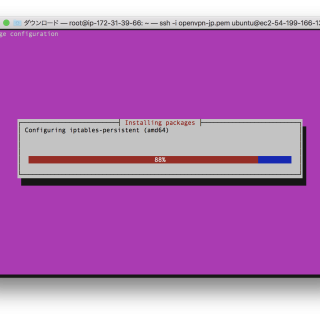 ダウンロード — root@ip-172-31-39-66: ~ — ssh -i openvpn-jp.pem ubuntu@ec2-54-199-166-1
ge configuration
Installing packages
Configuring iptables-persistent (amd64)
88%